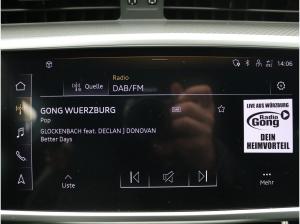 14:06
Quelle
Radio
DAB/FM
GONG WUERZBURG
DAB
Pop
GLOCKENBACH feat. DECLAN J DONOVAN
Better Days
LIVE AUS WÜRZBURG
Radio
Gong
DEIN
HEIMVORTEIL
Liste
Mehr